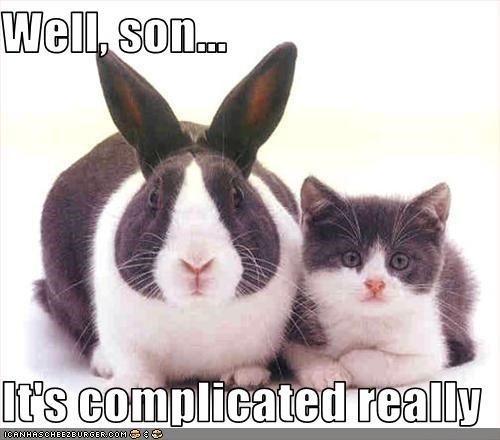 Well, son...
It's complicated really
ICANHASCHEEZBURGER.COM